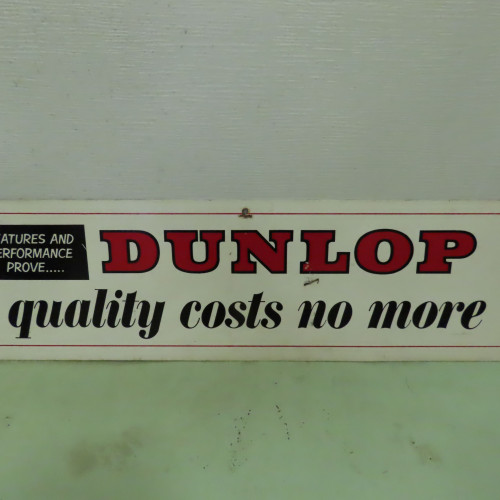 EATURES AND
ERFORMANCE
PROVE.....
DUNLOP
quality costs no more